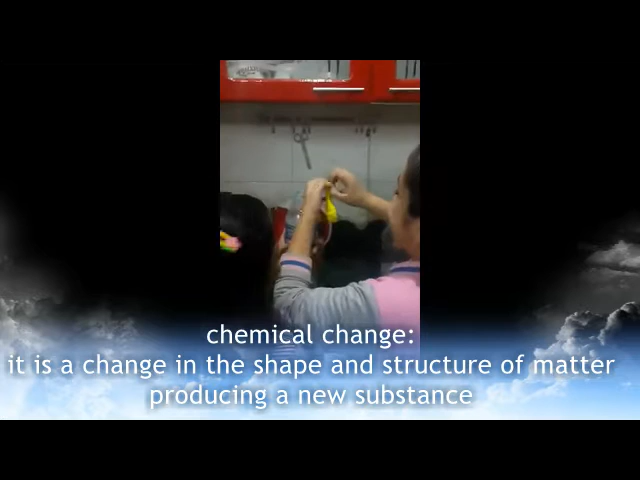 chemical change:
it is a change in the shape and structure of matter
producing a new substance